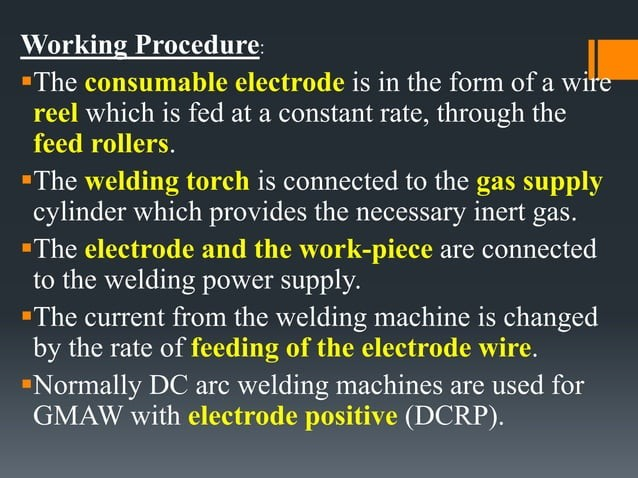 Working Procedure:
▪The consumable electrode is in the form of a wire
reel which is fed at a constant rate, through the
feed rollers.
▪The welding torch is connected to the gas supply
cylinder which provides the necessary inert gas.
▪The electrode and the work-piece are connected
to the welding power supply.
▪The current from the welding machine is changed
by the rate of feeding of the electrode wire.
▪Normally DC arc welding machines are used for
GMAW with electrode positive (DCRP).